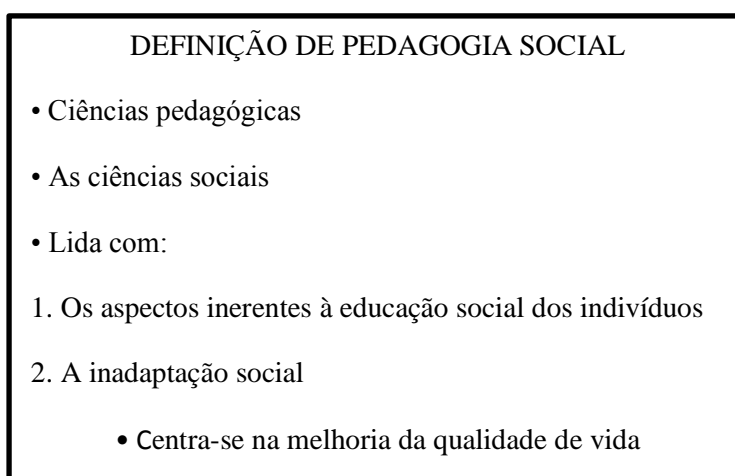 DEFINIÇÃO DE PEDAGOGIA SOCIAL
• Ciências pedagógicas
• As ciências sociais
• Lida com:
1. Os aspectos inerentes à educação social dos indivíduos
2. A inadaptação social
• Centra-se na melhoria da qualidade de vida